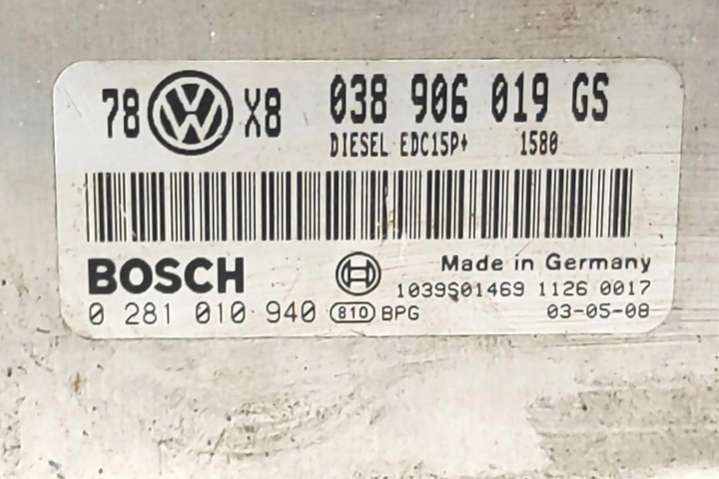 78 VW X8 038 906 019 GS
DIESEL EDC15P+ 1580
BOSCH Made in Germany
1039S01469 1126 0017
0 281 010 940 810 BPG 03-05-08